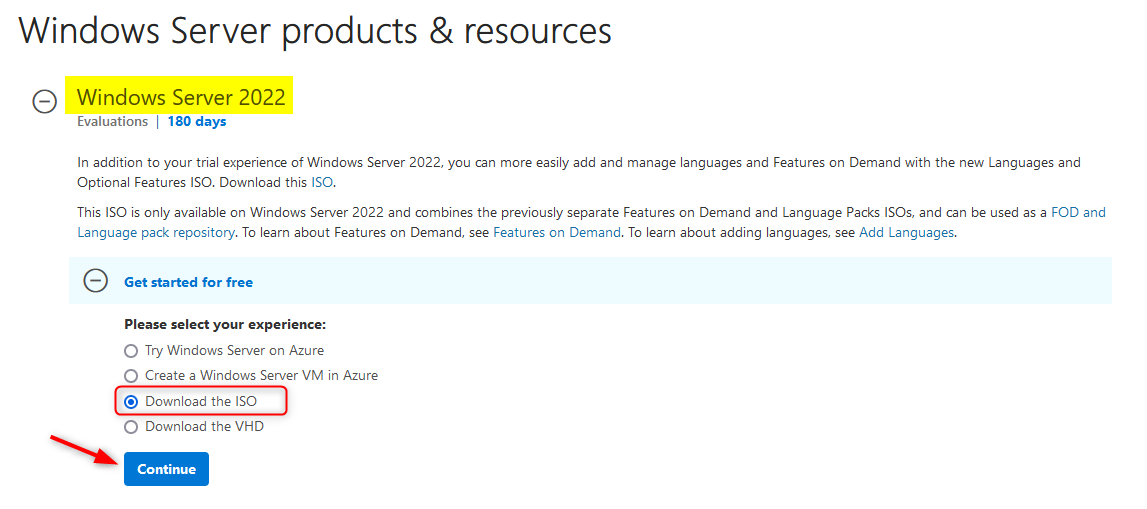 Windows Server products & resources
Windows Server 2022
Evaluations | 180 days
In addition to your trial experience of Windows Server 2022, you can more easily add and manage languages and Features on Demand with the new Languages and
Optional Features ISO. Download this ISO.
This ISO is only available on Windows Server 2022 and combines the previously separate Features on Demand and Language Packs ISOs, and can be used as a FOD and
Language pack repository. To learn about Features on Demand, see Features on Demand. To learn about adding languages, see Add Languages.
Get started for free
Please select your experience:
Try Windows Server on Azure
Create a Windows Server VM in Azure
Download the ISO
Download the VHD
Continue